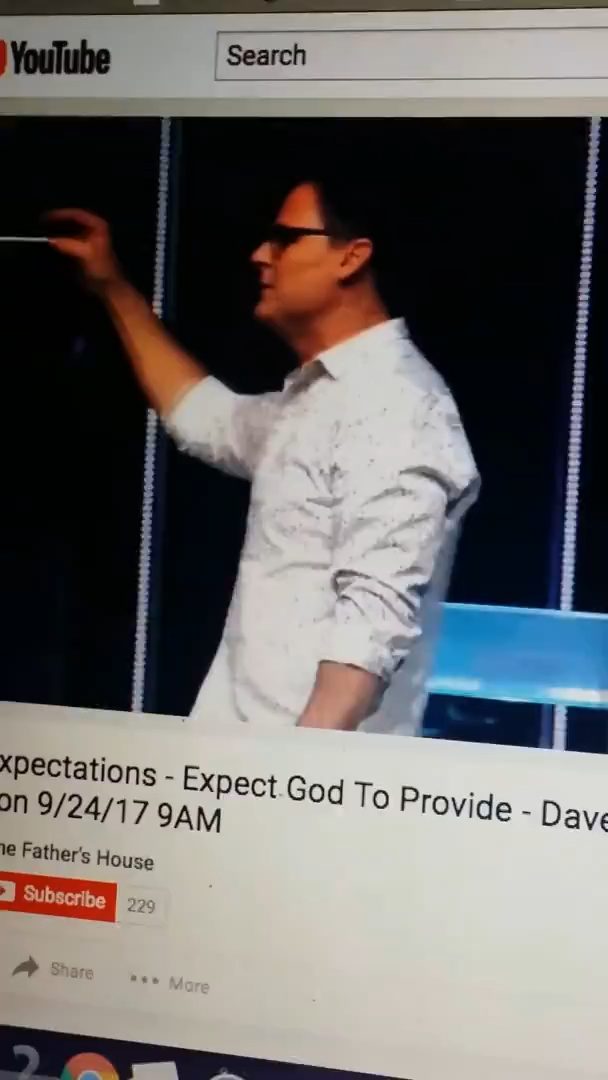 YouTube
Search
xpectations - Expect God To Provide - Dave
on 9/24/17 9AM
he Father's House
Subscribe 229
Share ••• More